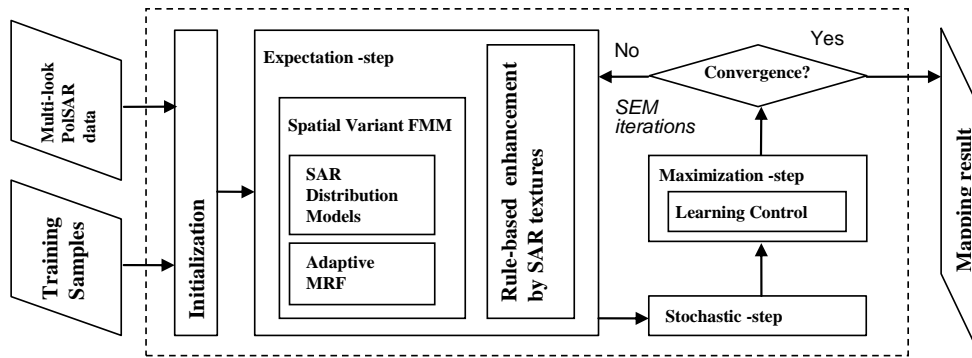 Multi-look
PolSAR
data
Training
Samples
Initialization
Expectation -step
Spatial Variant FMM
SAR
Distribution
Models
Adaptive
MRF
Rule-based enhancement
by SAR textures
No
Yes
Convergence?
SEM
iterations
Maximization -step
Learning Control
Stochastic -step
Mapping result